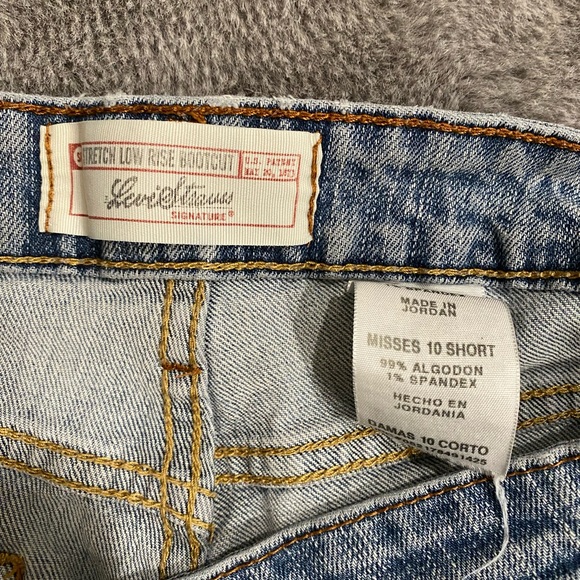 STRETCH LOW RISE BOOTCUT
U.S. PATENT
MAY 20, 1873
Levi Strauss
SIGNATURE®
MADE IN
JORDAN
MISSES 10 SHORT
99% ALGODON
1% SPANDEX
HECHO EN
JORDANIA
DAMAS 10 CORTO